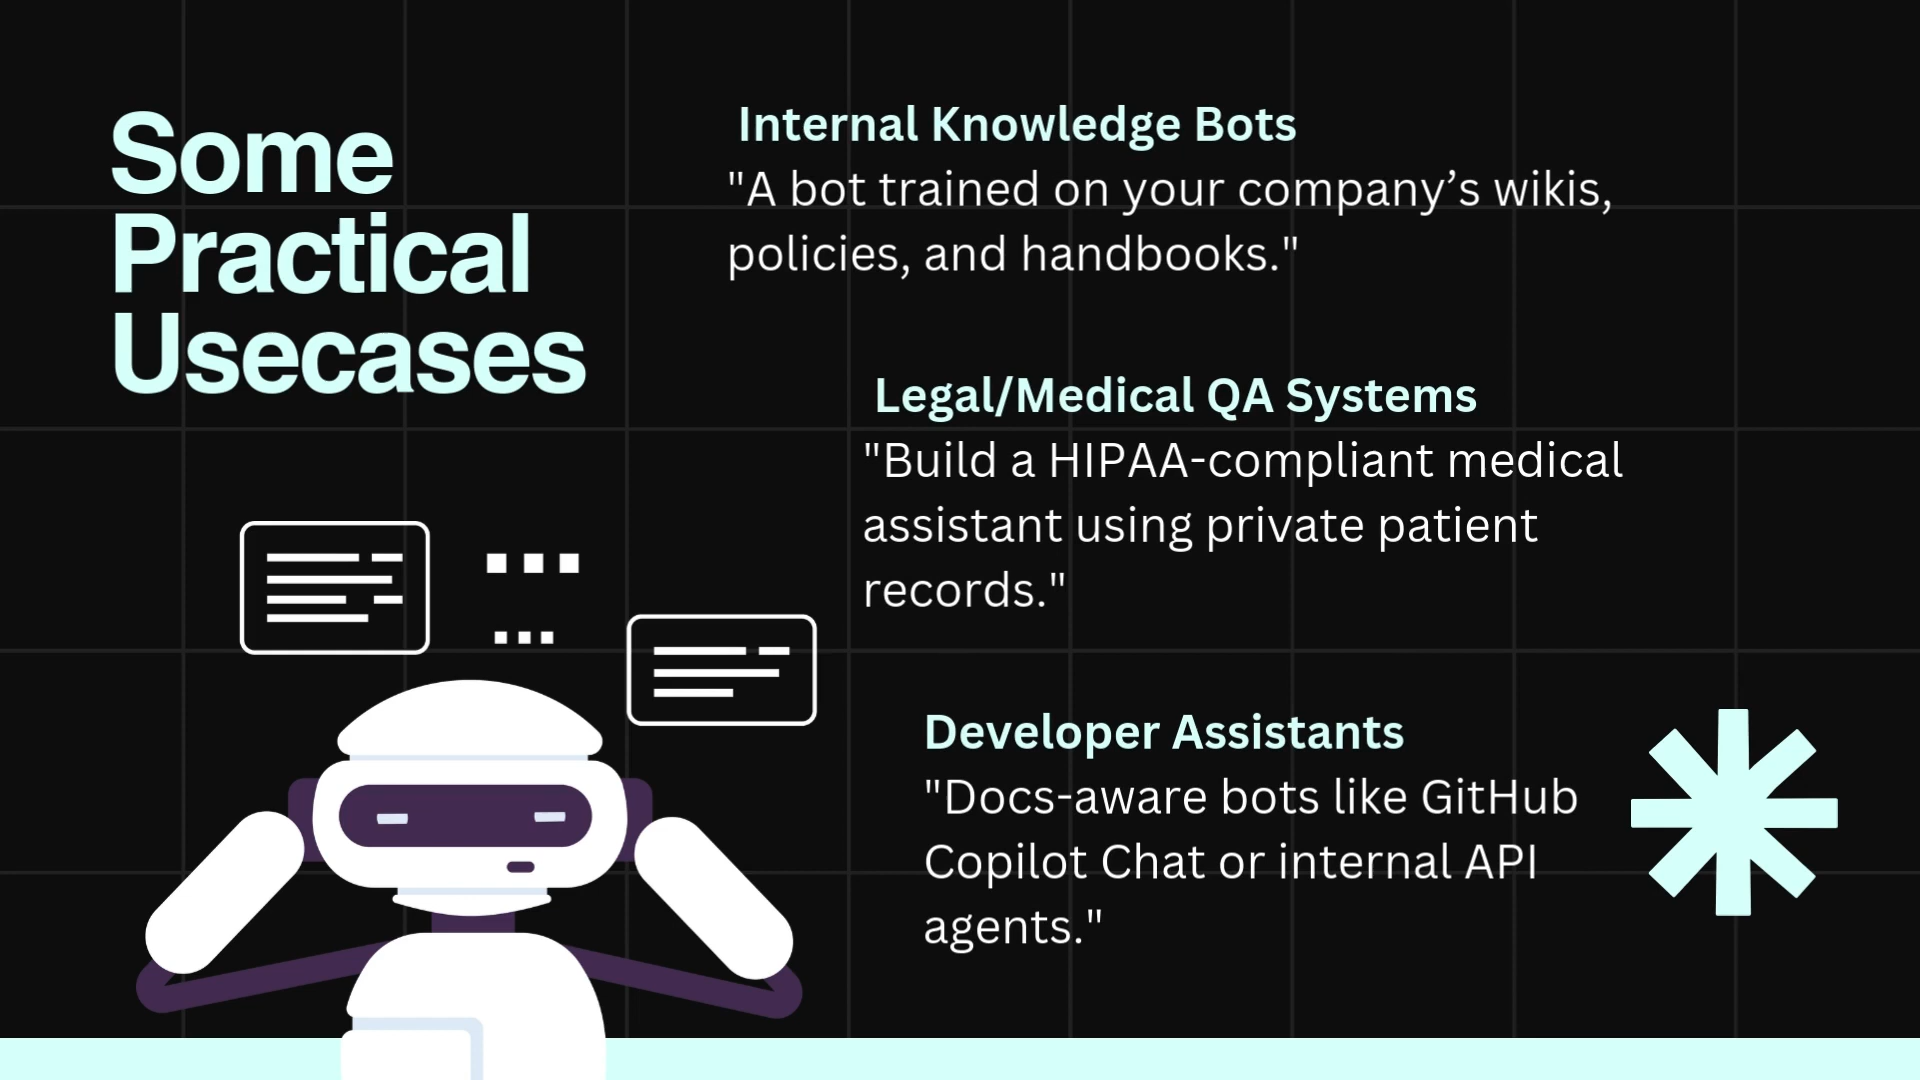 Some
Practical
Usecases
Internal Knowledge Bots
"A bot trained on your company’s wikis,
policies, and handbooks."
Legal/Medical QA Systems
"Build a HIPAA-compliant medical
assistant using private patient
records."
Developer Assistants
"Docs-aware bots like GitHub
Copilot Chat or internal API
agents."